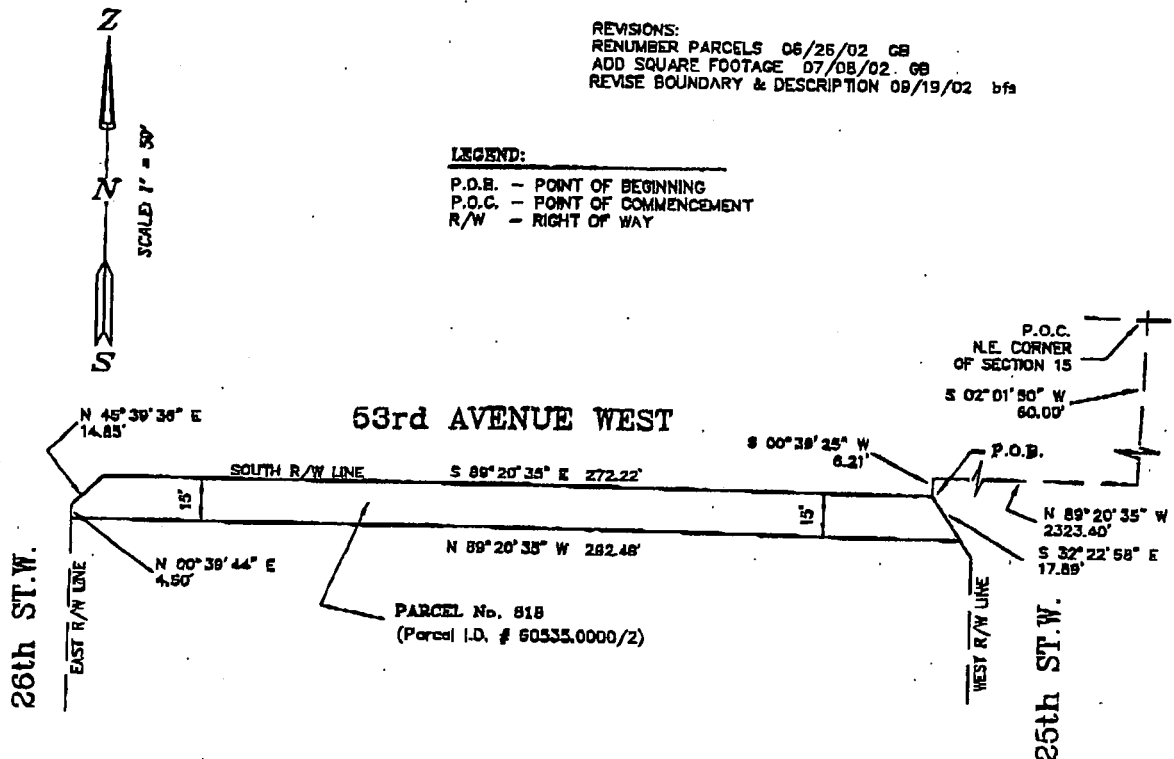 REVISIONS:
RENUMBER PARCELS 06/26/02 GB
ADD SQUARE FOOTAGE 07/08/02. GB
REVISE BOUNDARY & DESCRIPTION 09/19/02 bfs
Z
N
S
SCALE: 1" = 50'
LEGEND:
P.O.B. - POINT OF BEGINNING
P.O.C. - POINT OF COMMENCEMENT
R/W - RIGHT OF WAY
P.O.C.
N.E. CORNER
OF SECTION 15
S 02°01'50" W
60.00'
N 45°39'36" E
14.85'
53rd AVENUE WEST
S 00°39'25" W
6.21'
P.O.B.
SOUTH R/W LINE
S 89°20'35" E 272.22'
15'
15'
N 89°20'35" W
2323.40'
N 00°39'44" E
4.50'
N 89°20'35" W 292.48'
S 32°22'58" E
17.89'
26th ST.W.
EAST R/W LINE
PARCEL No. 818
(Parcel I.D. # 60535.0000/2)
WEST R/W LINE
25th ST.W.